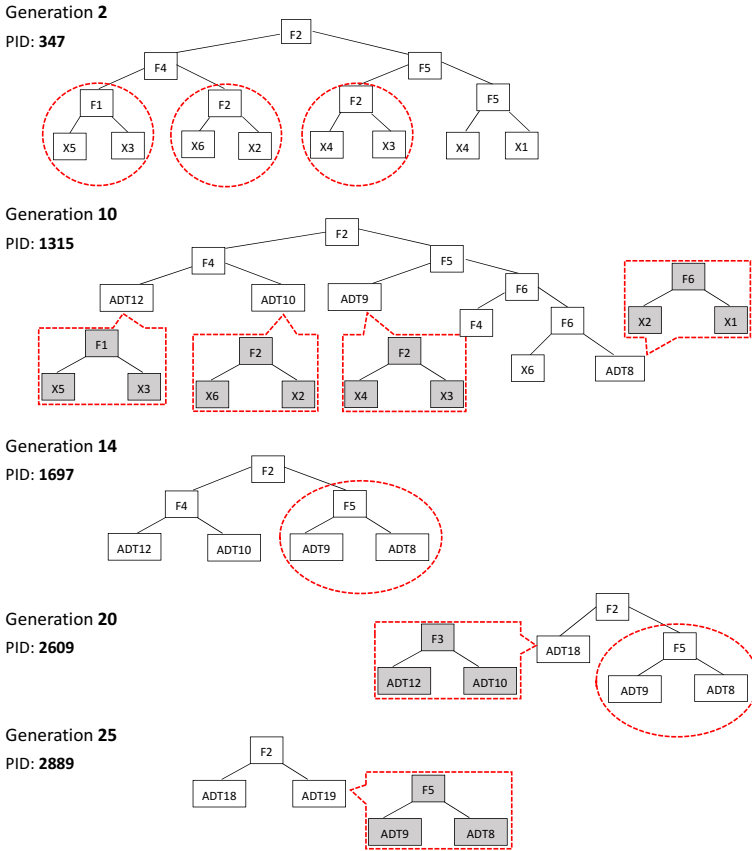 Generation 2
PID: 347
F2
F4
F5
F1
F2
F2
F5
X5
X3
X6
X2
X4
X3
X4
X1
Generation 10
PID: 1315
F2
F4
F5
ADT12
ADT10
ADT9
F6
F6
F1
F2
F2
F4
F6
X2
X1
X5
X3
X6
X2
X4
X3
X6
ADT8
Generation 14
PID: 1697
F2
F4
F5
ADT12
ADT10
ADT9
ADT8
Generation 20
PID: 2609
F2
F3
ADT18
F5
ADT12
ADT10
ADT9
ADT8
Generation 25
PID: 2889
F2
ADT18
ADT19
F5
ADT9
ADT8